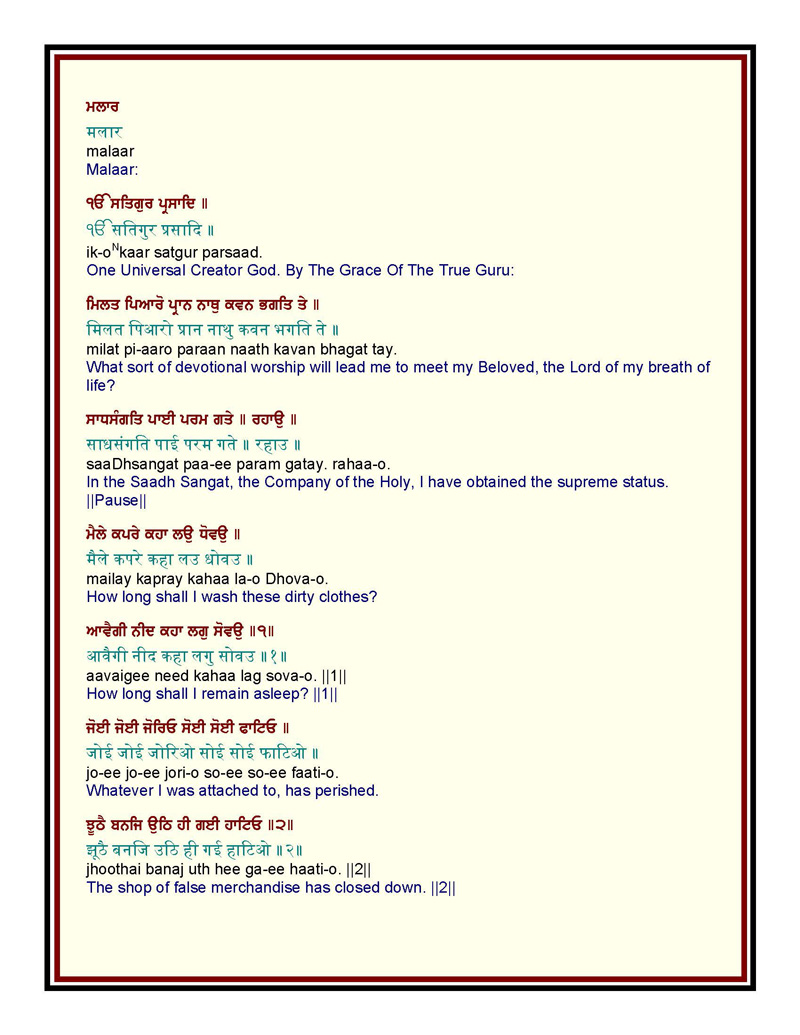 ਮਲਾਰ
मलार
malaar
Malaar:
ੴ ਸਤਿਗੁਰ ਪ੍ਰਸਾਦਿ ॥
ੴ सतिगुर प्रसादि ॥
ik-oNkaar satgur parsaad.
One Universal Creator God. By The Grace Of The True Guru:
ਮਿਲਤ ਪਿਆਰੋ ਪ੍ਰਾਨ ਨਾਥੁ ਕਵਨ ਭਗਤਿ ਤੇ ॥
मिलत पिआरो प्रान नाथु कवन भगति ते ॥
milat pi-aaro paraan naath kavan bhagat tay.
What sort of devotional worship will lead me to meet my Beloved, the Lord of my breath of
life?
ਸਾਧਸੰਗਤਿ ਪਾਈ ਪਰਮ ਗਤੇ ॥ ਰਹਾਉ ॥
साधसंगति पाई परम गते ॥ रहाउ ॥
saaDhsangat paa-ee param gatay. rahaa-o.
In the Saadh Sangat, the Company of the Holy, I have obtained the supreme status.
||Pause||
ਮੈਲੇ ਕਪਰੇ ਕਹਾ ਲਉ ਧੋਵਉ ॥
मैले कपरे कहा लउ धोवउ ॥
mailay kapray kahaa la-o Dhova-o.
How long shall I wash these dirty clothes?
ਆਵੈਗੀ ਨੀਦ ਕਹਾ ਲਗੁ ਸੋਵਉ ॥੧॥
आवैगी नीद कहा लगु सोवउ ॥१॥
aavaigee need kahaa lag sova-o. ||1||
How long shall I remain asleep? ||1||
ਜੋਈ ਜੋਈ ਜੋਰਿਓ ਸੋਈ ਸੋਈ ਫਾਟਿਓ ॥
जोई जोई जोरिओ सोई सोई फाटिओ ॥
jo-ee jo-ee jori-o so-ee so-ee faati-o.
Whatever I was attached to, has perished.
ਝੂਠੈ ਬਨਜਿ ਉਠਿ ਹੀ ਗਈ ਹਾਟਿਓ ॥੨॥
झूठै बनजि उठि ही गई हाटिओ ॥२॥
jhoothai banaj uth hee ga-ee haati-o. ||2||
The shop of false merchandise has closed down. ||2||